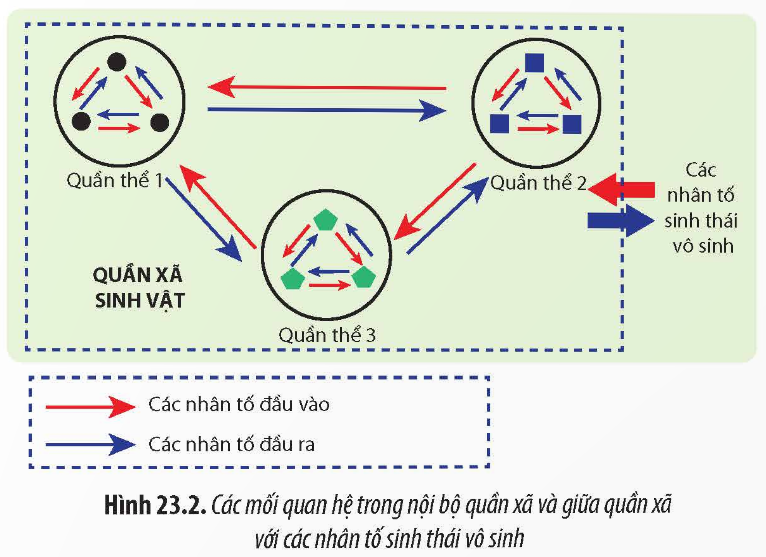 Quần thể 1
Quần thể 2
Quần thể 3
QUẦN XÃ
SINH VẬT
Các
nhân tố
sinh thái
vô sinh
Các nhân tố đầu vào
Các nhân tố đầu ra
Hình 23.2. Các mối quan hệ trong nội bộ quần xã và giữa quần xã
với các nhân tố sinh thái vô sinh